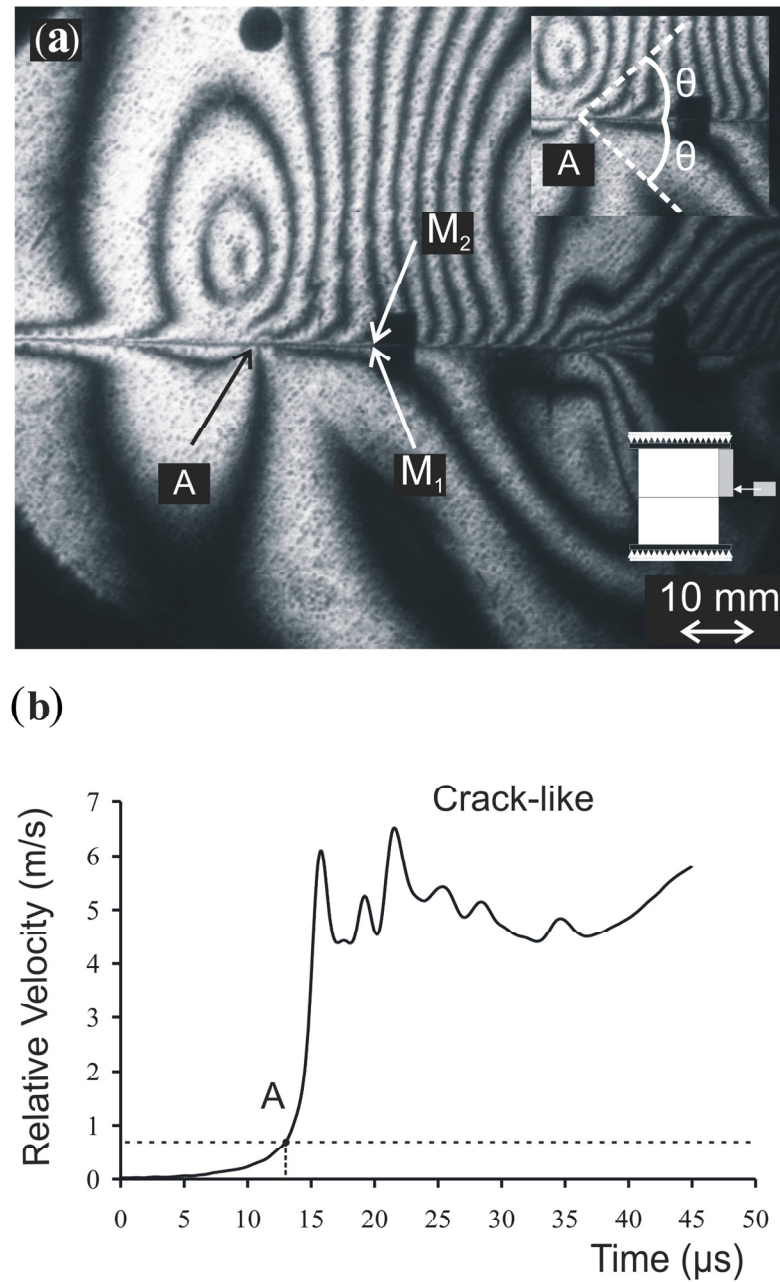 (a)
θ
θ
A
M2
A
M1
10 mm
(b)
Crack-like
Relative Velocity (m/s)
7
6
5
4
3
2
1
0
A
0 5 10 15 20 25 30 35 40 45 50
Time (μs)